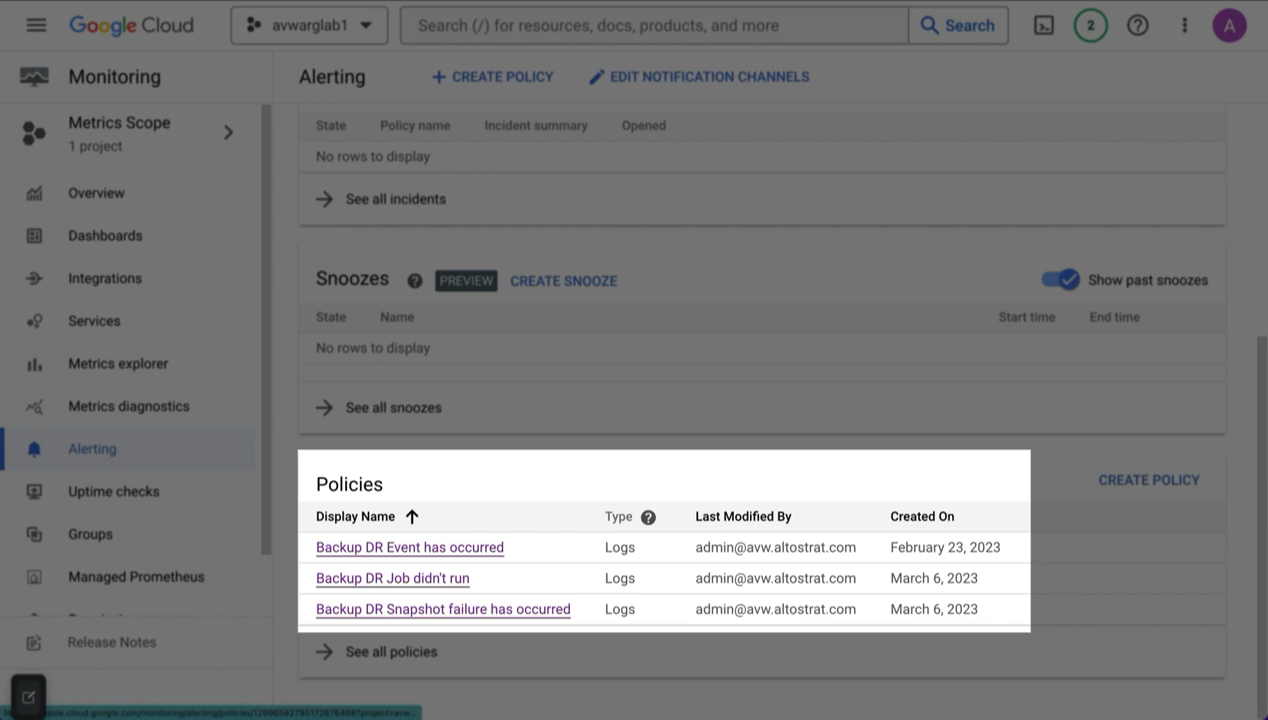 Google Cloud
avwarglab1
Search (/) for resources, docs, products, and more
Search
2
A
Monitoring
Alerting
CREATE POLICY
EDIT NOTIFICATION CHANNELS
Metrics Scope
1 project
Overview
Dashboards
Integrations
Services
Metrics explorer
Metrics diagnostics
Alerting
Uptime checks
Groups
Managed Prometheus
Release Notes
State Policy name Incident summary Opened
No rows to display
See all incidents
Snoozes PREVIEW CREATE SNOOZE Show past snoozes
State Name Start time End time
No rows to display
See all snoozes
Policies CREATE POLICY
Display Name Type Last Modified By Created On
Backup DR Event has occurred Logs admin@avw.altostrat.com February 23, 2023
Backup DR Job didn't run Logs admin@avw.altostrat.com March 6, 2023
Backup DR Snapshot failure has occurred Logs admin@avw.altostrat.com March 6, 2023
See all policies